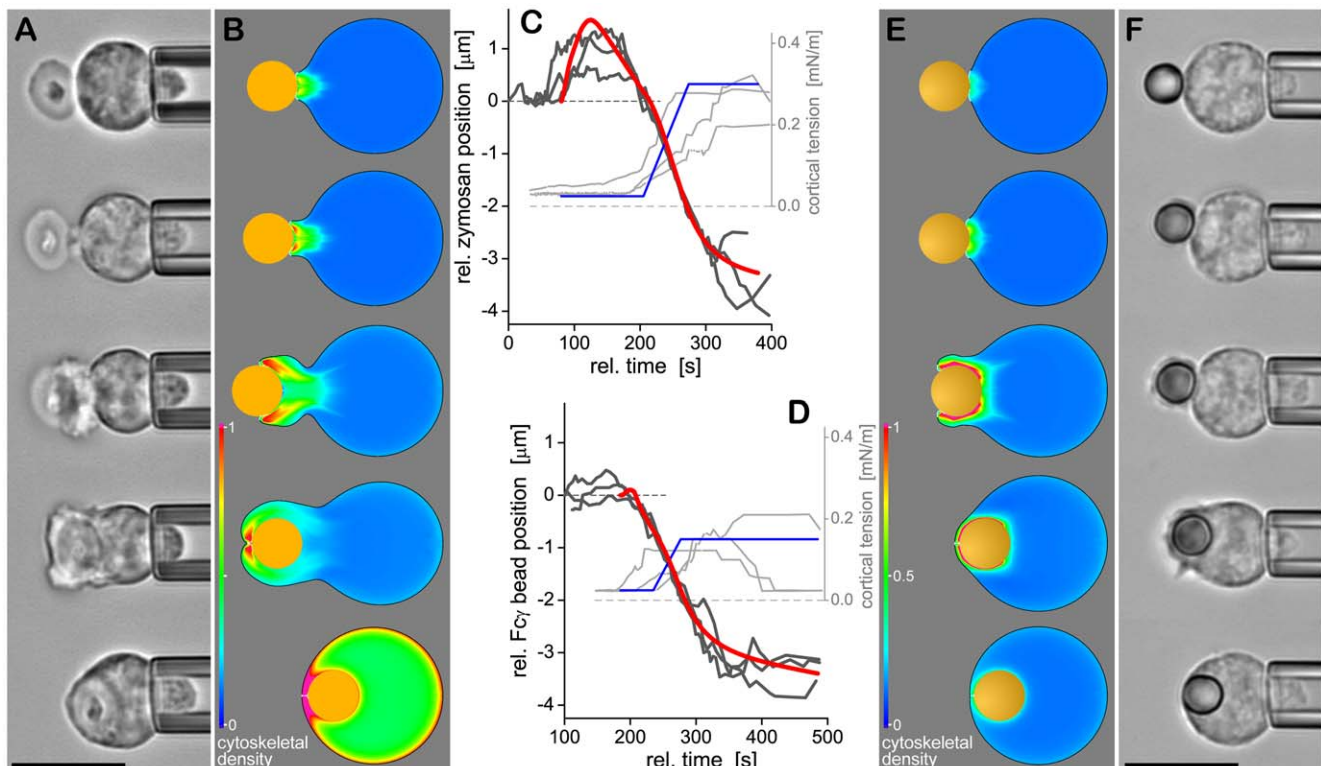 A
B
C
D
E
F
rel. zymosan position [μm]
1
0
-1
-2
-3
-4
0 100 200 300 400
rel. time [s]
0.4
0.2
0.0
cortical tension [mN/m]
rel. Fcγ bead position [μm]
1
0
-1
-2
-3
-4
100 200 300 400 500
rel. time [s]
0.4
0.2
0.0
cortical tension [mN/m]
1
0
cytoskeletal
density
1
0.5
0
cytoskeletal
density